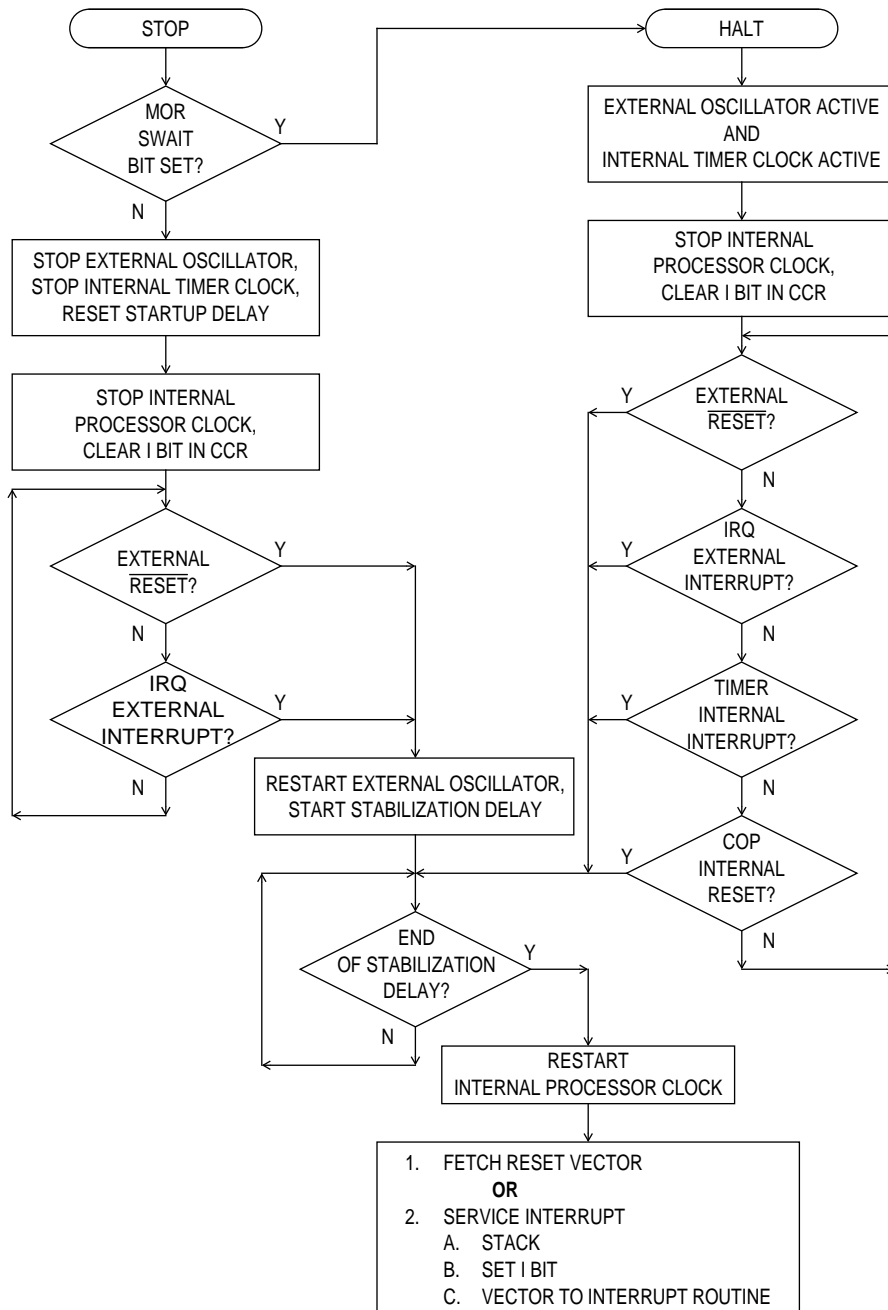 STOP
MOR
SWAIT
BIT SET?
Y
N
STOP EXTERNAL OSCILLATOR,
STOP INTERNAL TIMER CLOCK,
RESET STARTUP DELAY
STOP INTERNAL
PROCESSOR CLOCK,
CLEAR I BIT IN CCR
EXTERNAL
RESET?
Y
N
IRQ
EXTERNAL
INTERRUPT?
Y
N
RESTART EXTERNAL OSCILLATOR,
START STABILIZATION DELAY
END
OF STABILIZATION
DELAY?
Y
N
RESTART
INTERNAL PROCESSOR CLOCK
1. FETCH RESET VECTOR
OR
2. SERVICE INTERRUPT
A. STACK
B. SET I BIT
C. VECTOR TO INTERRUPT ROUTINE
HALT
EXTERNAL OSCILLATOR ACTIVE
AND
INTERNAL TIMER CLOCK ACTIVE
STOP INTERNAL
PROCESSOR CLOCK,
CLEAR I BIT IN CCR
EXTERNAL
RESET?
Y
N
IRQ
EXTERNAL
INTERRUPT?
Y
N
TIMER
INTERNAL
INTERRUPT?
Y
N
COP
INTERNAL
RESET?
Y
N